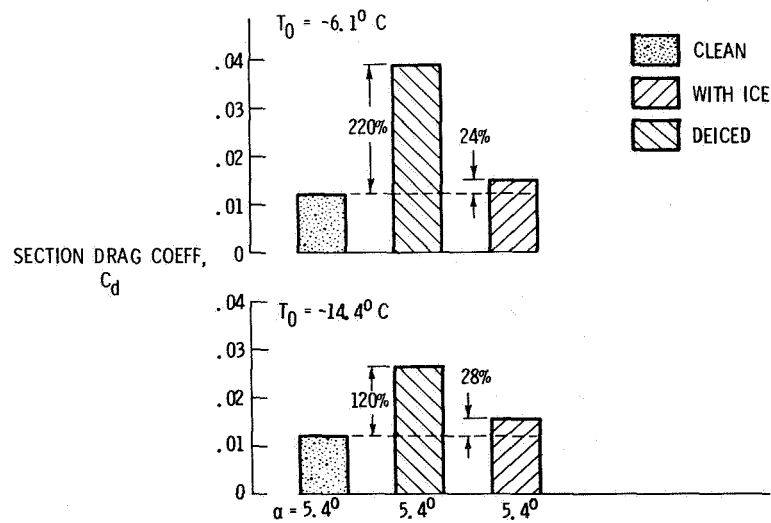 T0 = -6.1° C
.04
.03
.02
.01
0
220%
24%
CLEAN
WITH ICE
DEICED
SECTION DRAG COEFF,
Cd
T0 = -14.4° C
.04
.03
.02
.01
0
120%
28%
α = 5.4° 5.4° 5.4°